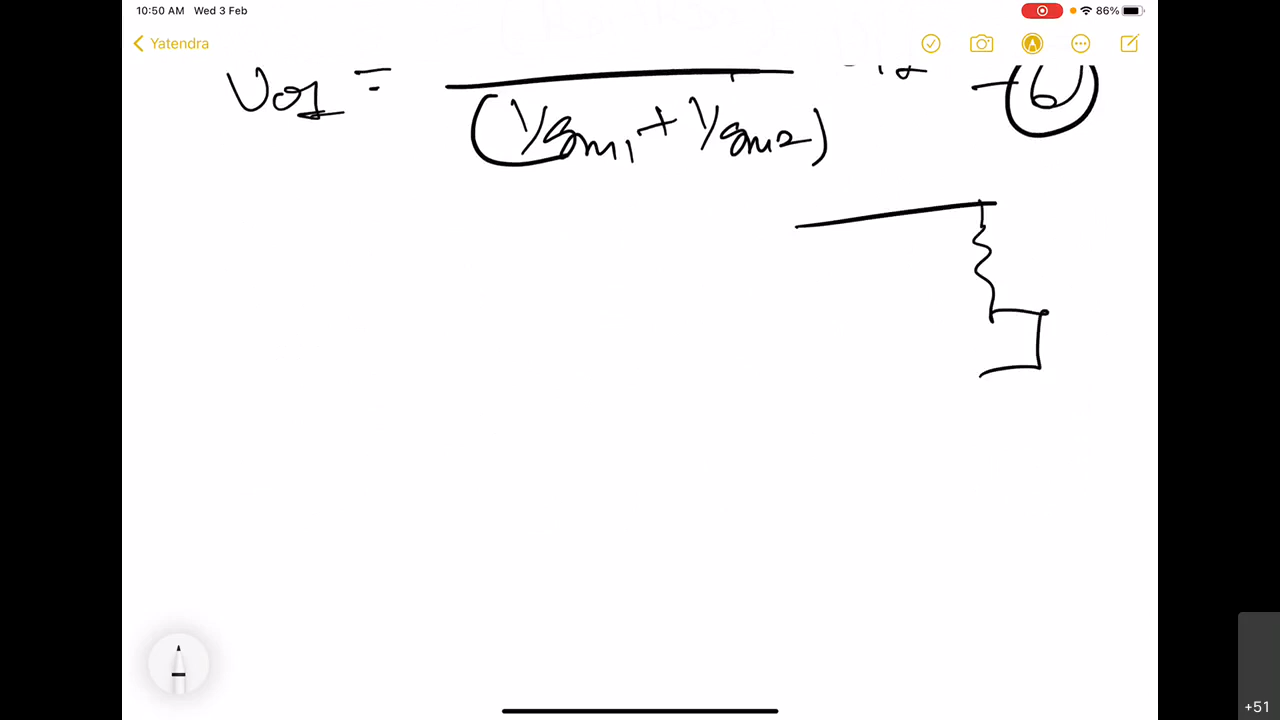 10:50 AM Wed 3 Feb
86%
Yatendra
Vo1 =
(1/gm1 + 1/gm2)
6
+51